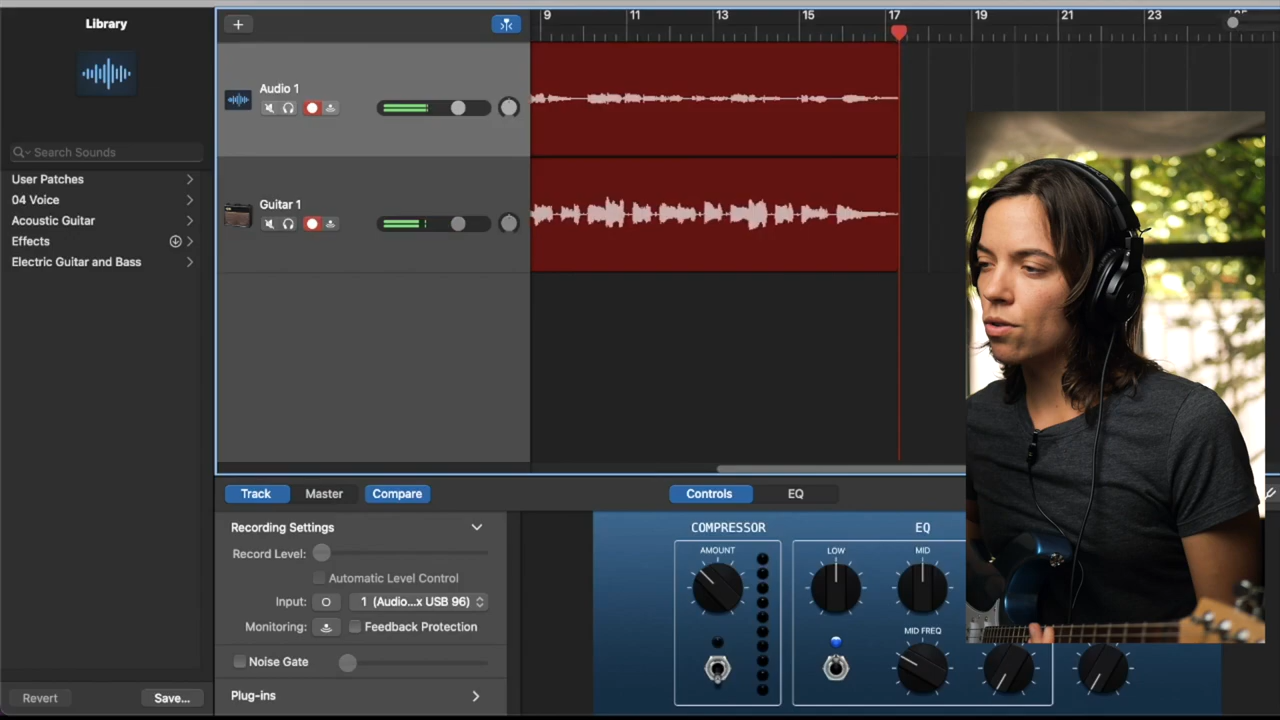 Library
Search Sounds
User Patches
04 Voice
Acoustic Guitar
Effects
Electric Guitar and Bass
Revert
Save...
9 11 13 15 17 19 21 23
Audio 1
Guitar 1
Track Master Compare
Controls EQ
Recording Settings
Record Level:
Automatic Level Control
Input: 1 (Audio...x USB 96)
Monitoring: Feedback Protection
Noise Gate
Plug-ins
COMPRESSOR EQ
AMOUNT LOW MID
MID FREQ